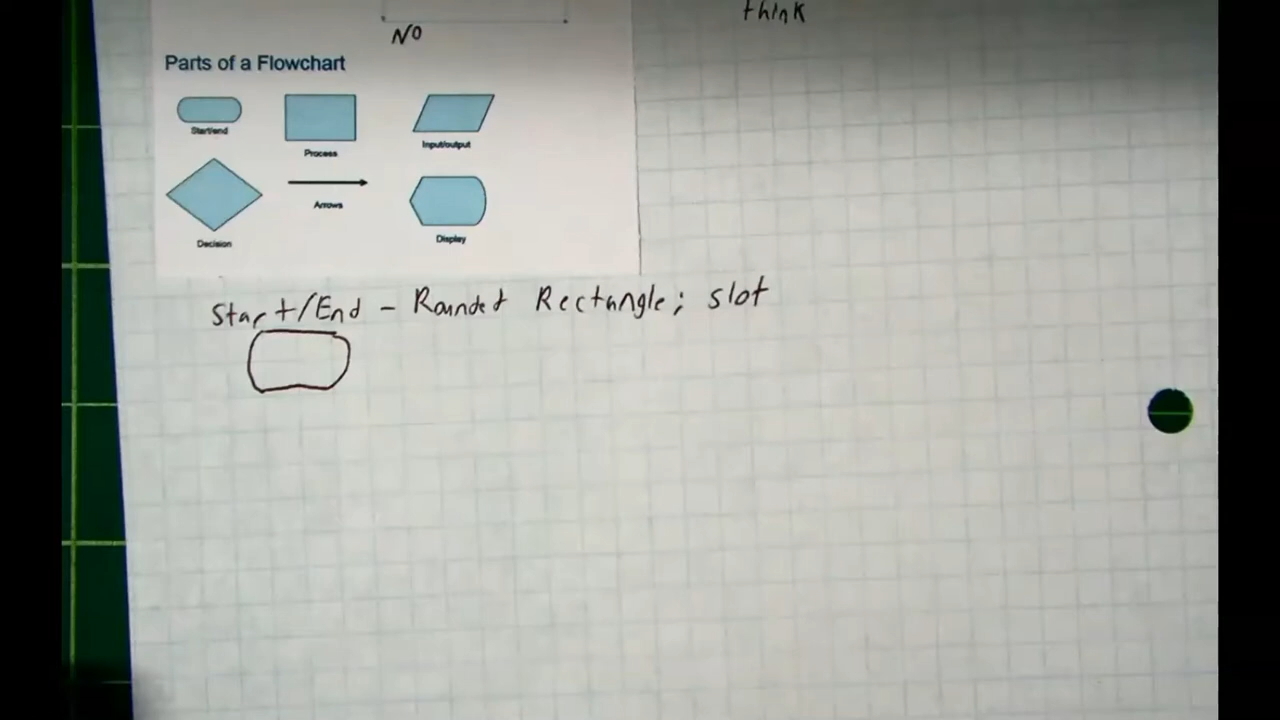 think
NO
Parts of a Flowchart
Start/end
Process
Input/output
Decision
Arrows
Display
Start/End - Rounded Rectangle; slot